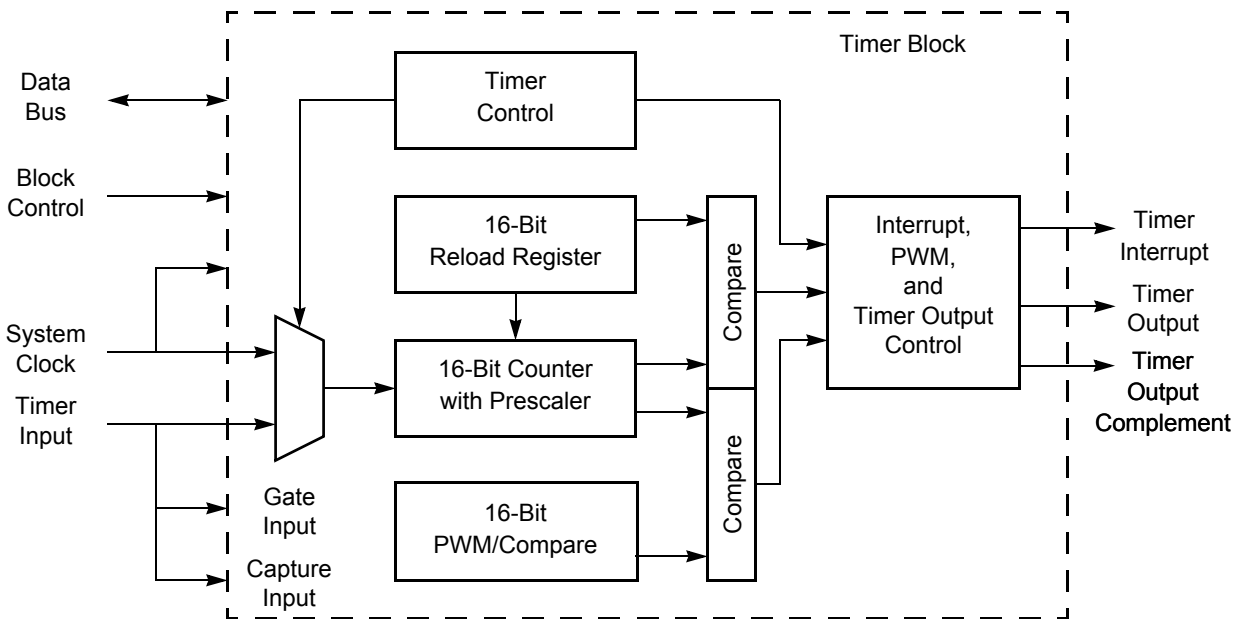 Timer Block
Data
Bus
Timer
Control
Block
Control
16-Bit
Reload Register
Compare
Interrupt,
PWM,
and
Timer Output
Control
Timer
Interrupt
Timer
Output
Timer
Output
Complement
System
Clock
16-Bit Counter
with Prescaler
Timer
Input
Gate
Input
16-Bit
PWM/Compare
Compare
Capture
Input